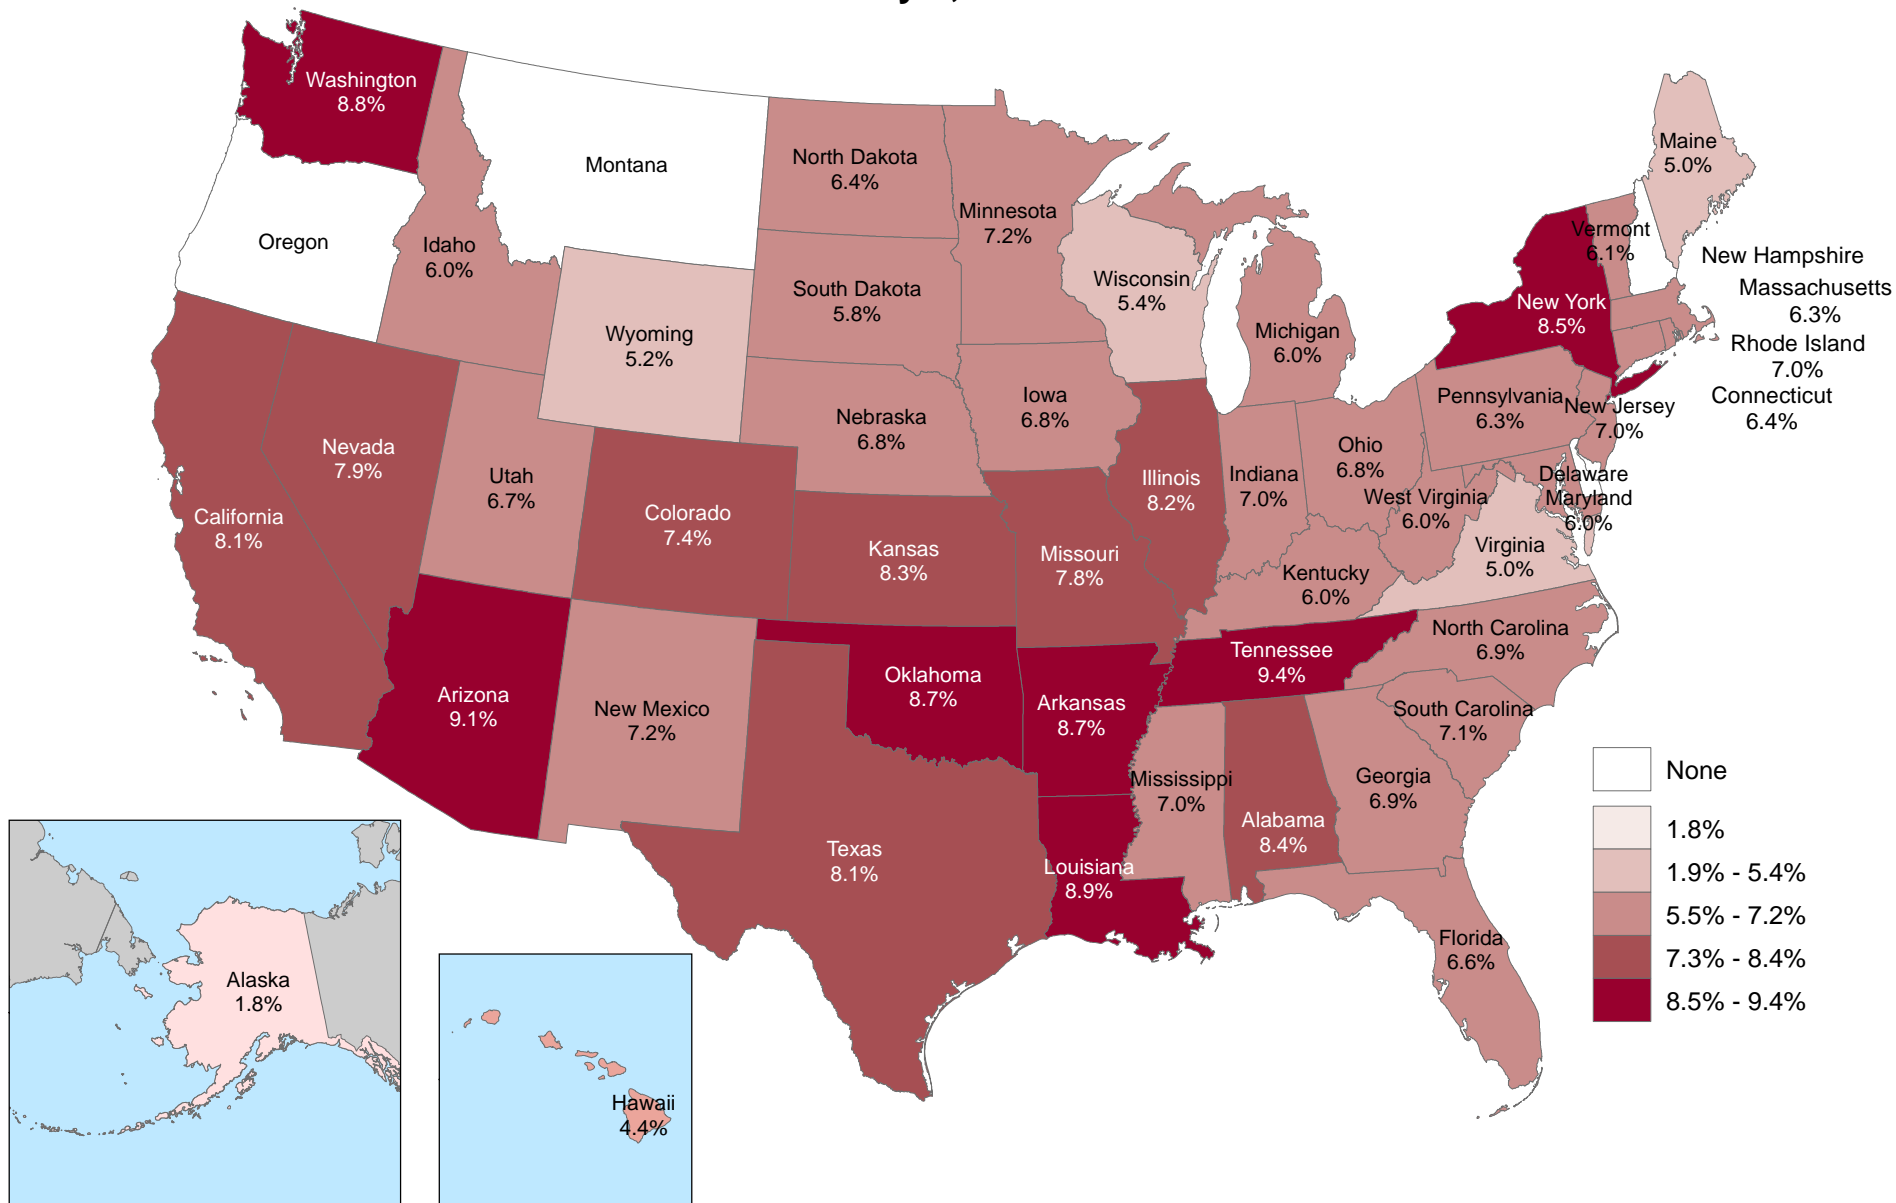 Washington
8.8%
Montana
North Dakota
6.4%
Minnesota
7.2%
Maine
5.0%
Oregon
Idaho
6.0%
Vermont
6.1%
New Hampshire
Massachusetts
6.3%
Rhode Island
7.0%
Connecticut
6.4%
South Dakota
5.8%
Wisconsin
5.4%
New York
8.5%
Wyoming
5.2%
Michigan
6.0%
Iowa
6.8%
Nebraska
6.8%
Pennsylvania
6.3%
New Jersey
7.0%
Nevada
7.9%
Utah
6.7%
Illinois
8.2%
Indiana
7.0%
Ohio
6.8%
West Virginia
6.0%
Delaware
Maryland
6.0%
California
8.1%
Colorado
7.4%
Kansas
8.3%
Missouri
7.8%
Kentucky
6.0%
Virginia
5.0%
North Carolina
6.9%
Tennessee
9.4%
Arizona
9.1%
New Mexico
7.2%
Oklahoma
8.7%
Arkansas
8.7%
South Carolina
7.1%
Mississippi
7.0%
Alabama
8.4%
Georgia
6.9%
Texas
8.1%
Louisiana
8.9%
Florida
6.6%
Alaska
1.8%
Hawaii
4.4%
None
1.8%
1.9% - 5.4%
5.5% - 7.2%
7.3% - 8.4%
8.5% - 9.4%